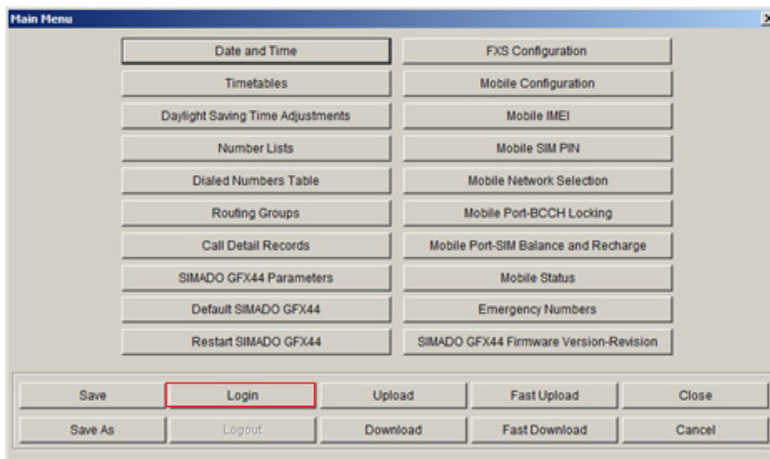 Main Menu
Date and Time
FXS Configuration
Timetables
Mobile Configuration
Daylight Saving Time Adjustments
Mobile IMEI
Number Lists
Mobile SIM PIN
Dialed Numbers Table
Mobile Network Selection
Routing Groups
Mobile Port-BCCH Locking
Call Detail Records
Mobile Port-SIM Balance and Recharge
SIMADO GFX44 Parameters
Mobile Status
Default SIMADO GFX44
Emergency Numbers
Restart SIMADO GFX44
SIMADO GFX44 Firmware Version-Revision
Save
Login
Upload
Fast Upload
Close
Save As
Logout
Download
Fast Download
Cancel